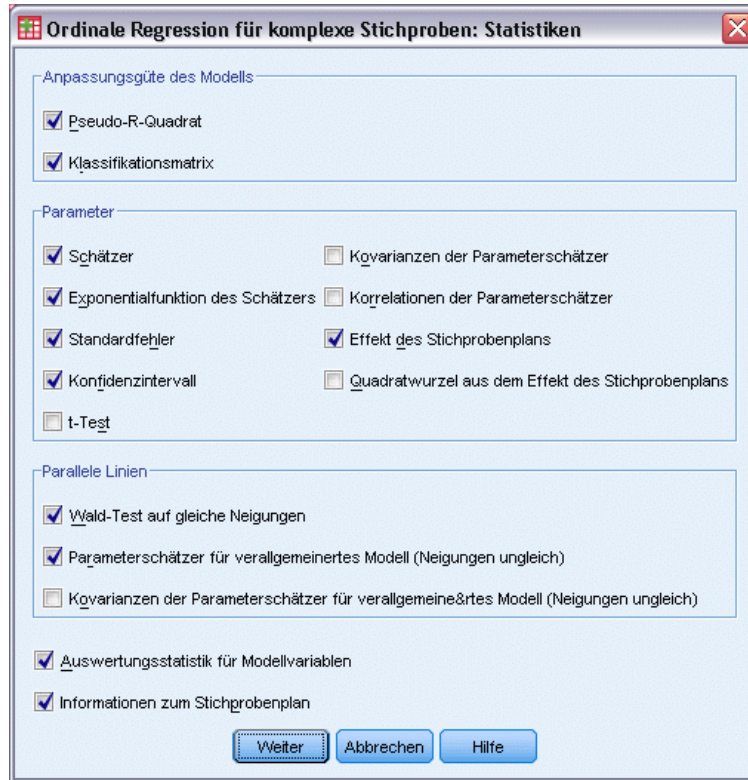 Ordinale Regression für komplexe Stichproben: Statistiken
Anpassungsgüte des Modells
Pseudo-R-Quadrat
Klassifikationsmatrix
Parameter
Schätzer
Kovarianzen der Parameterschätzer
Exponentialfunktion des Schätzers
Korrelationen der Parameterschätzer
Standardfehler
Effekt des Stichprobenplans
Konfidenzintervall
Quadratwurzel aus dem Effekt des Stichprobenplans
t-Test
Parallele Linien
Wald-Test auf gleiche Neigungen
Parameterschätzer für verallgemeinertes Modell (Neigungen ungleich)
Kovarianzen der Parameterschätzer für verallgemeine&rtes Modell (Neigungen ungleich)
Auswertungsstatistik für Modellvariablen
Informationen zum Stichprobenplan
Weiter
Abbrechen
Hilfe